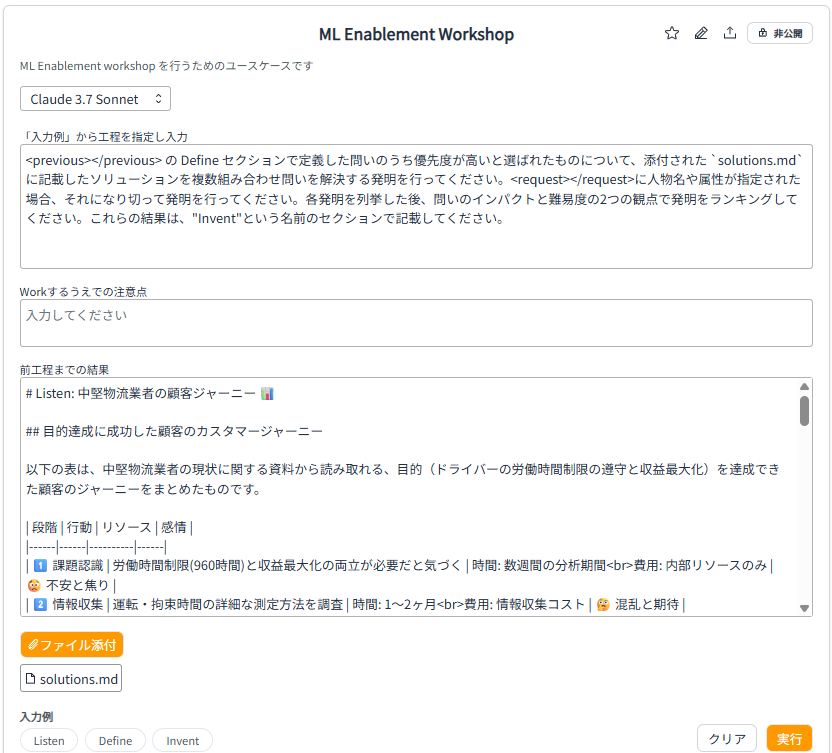 ML Enablement Workshop
非公開
ML Enablement workshop を行うためのユースケースです
Claude 3.7 Sonnet
「入力例」から工程を指定し入力
<previous></previous> の Define セクションで定義した問いのうち優先度が高いと選ばれたものについて、添付された `solutions.md`
に記載したソリューションを複数組み合わせ問いを解決する発明を行ってください。<request></request>に人物名や属性が指定された
場合、それになり切って発明を行ってください。各発明を列挙した後、問いのインパクトと難易度の2つの観点で発明をランキングして
ください。これらの結果は、"Invent"という名前のセクションで記載してください。
Workするうえでの注意点
入力してください
前工程までの結果
# Listen: 中堅物流業者の顧客ジャーニー 📊
## 目的達成に成功した顧客のカスタマージャーニー
以下の表は、中堅物流業者の現状に関する資料から読み取れる、目的（ドライバーの労働時間制限の遵守と収益最大化）を達成でき
た顧客のジャーニーをまとめたものです。
| 段階 | 行動 | リソース | 感情 |
|------|------|----------|------|
| 1️⃣ 課題認識 | 労働時間制限(960時間)と収益最大化の両立が必要だと気づく | 時間: 数週間の分析期間<br>費用: 内部リソースのみ |
😟 不安と焦り |
| 2️⃣ 情報収集 | 運転・拘束時間の詳細な測定方法を調査 | 時間: 1～2ヶ月<br>費用: 情報収集コスト | 🤔 混乱と期待 |
ファイル添付
solutions.md
入力例
Listen
Define
Invent
クリア
実行